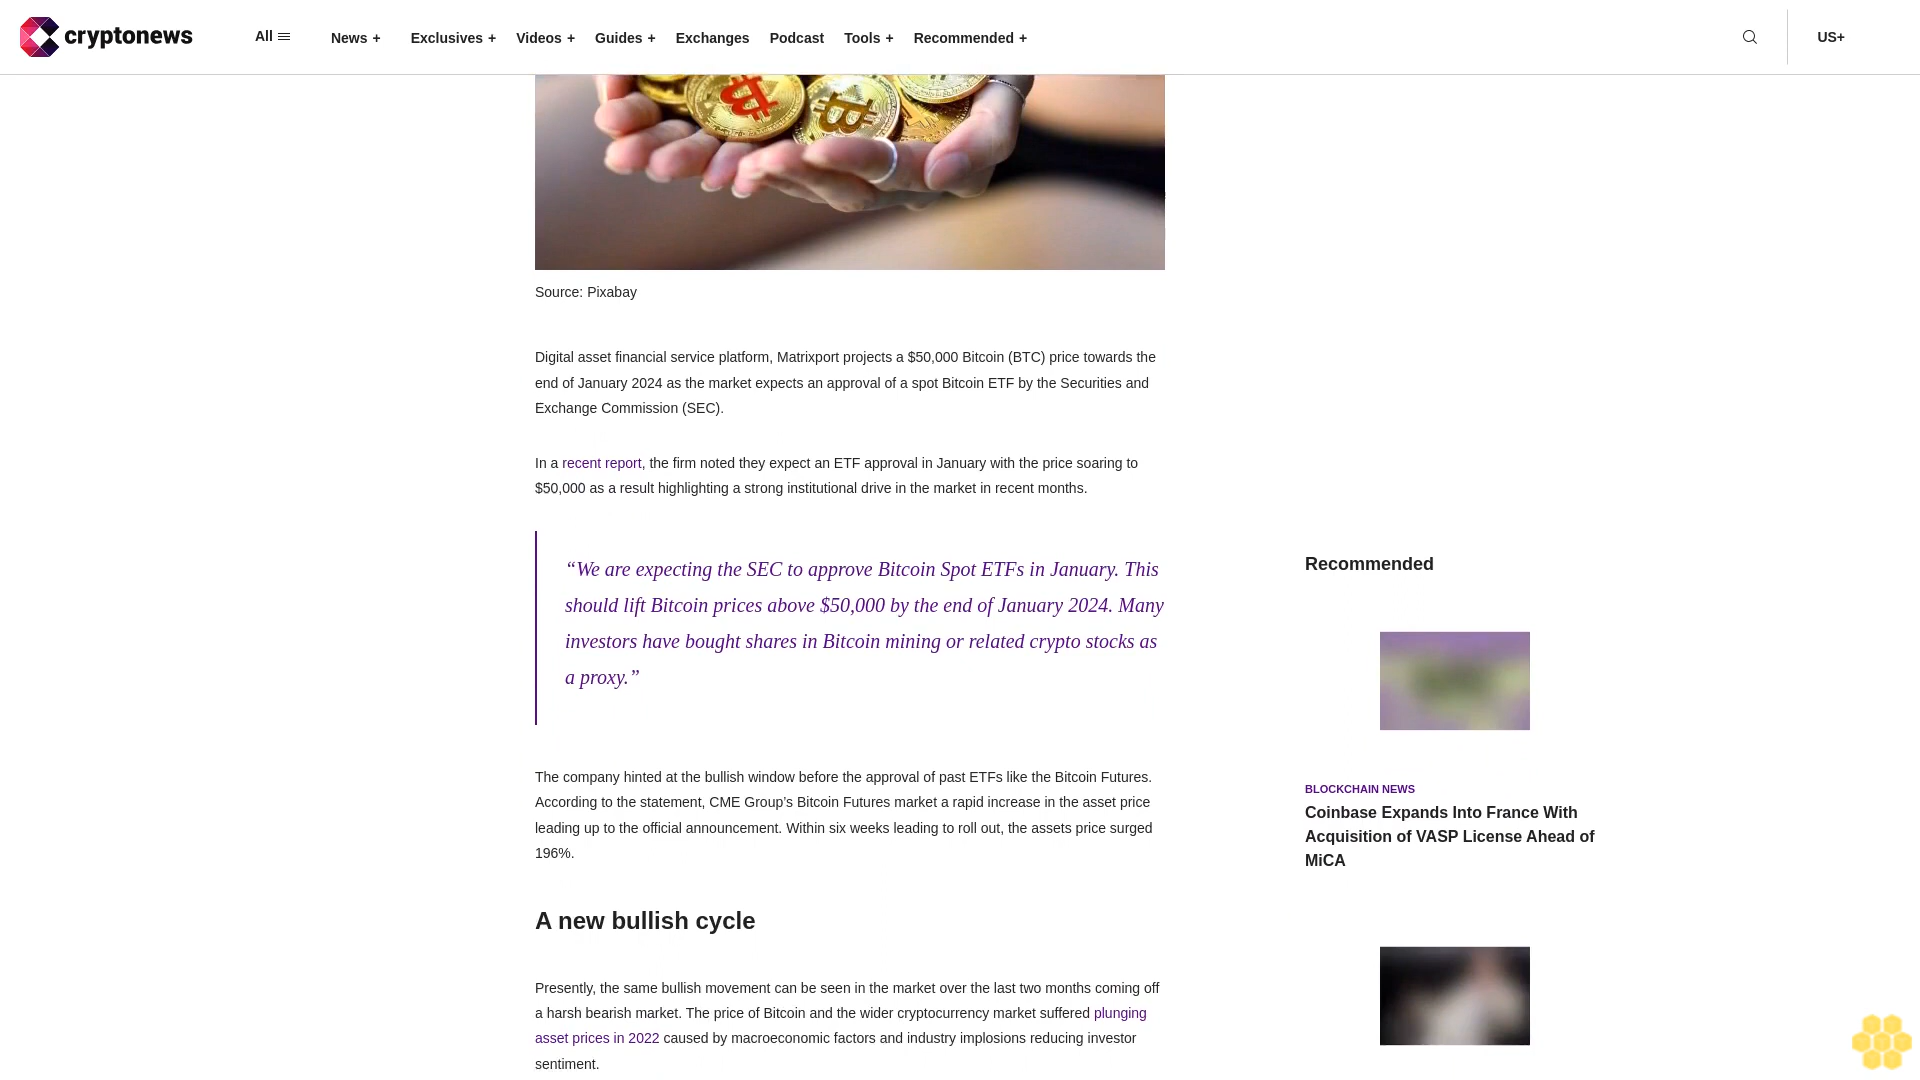 cryptonews
All
News +
Exclusives +
Videos +
Guides +
Exchanges
Podcast
Tools +
Recommended +
US+
Source: Pixabay
Digital asset financial service platform, Matrixport projects a $50,000 Bitcoin (BTC) price towards the
end of January 2024 as the market expects an approval of a spot Bitcoin ETF by the Securities and
Exchange Commission (SEC).
In a recent report, the firm noted they expect an ETF approval in January with the price soaring to
$50,000 as a result highlighting a strong institutional drive in the market in recent months.
“We are expecting the SEC to approve Bitcoin Spot ETFs in January. This
should lift Bitcoin prices above $50,000 by the end of January 2024. Many
investors have bought shares in Bitcoin mining or related crypto stocks as
a proxy.”
The company hinted at the bullish window before the approval of past ETFs like the Bitcoin Futures.
According to the statement, CME Group’s Bitcoin Futures market a rapid increase in the asset price
leading up to the official announcement. Within six weeks leading to roll out, the assets price surged
196%.
A new bullish cycle
Presently, the same bullish movement can be seen in the market over the last two months coming off
a harsh bearish market. The price of Bitcoin and the wider cryptocurrency market suffered plunging
asset prices in 2022 caused by macroeconomic factors and industry implosions reducing investor
sentiment.
Recommended
BLOCKCHAIN NEWS
Coinbase Expands Into France With
Acquisition of VASP License Ahead of
MiCA